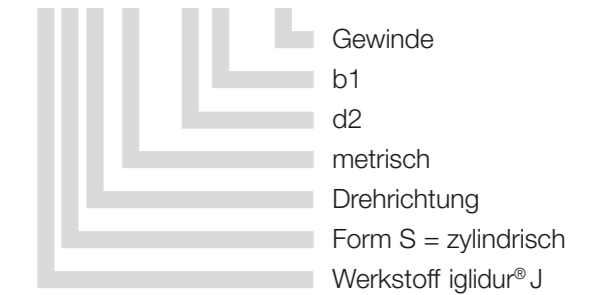 Gewinde
b1
d2
metrisch
Drehrichtung
Form S = zylindrisch
Werkstoff iglidur® J